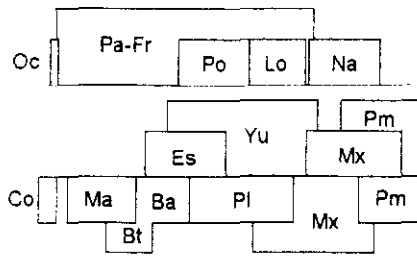 Pa-Fr
Oc Po Lo Na
Yu Pm
Es Mx
Co Ma Ba Pl Pm
Bt Mx